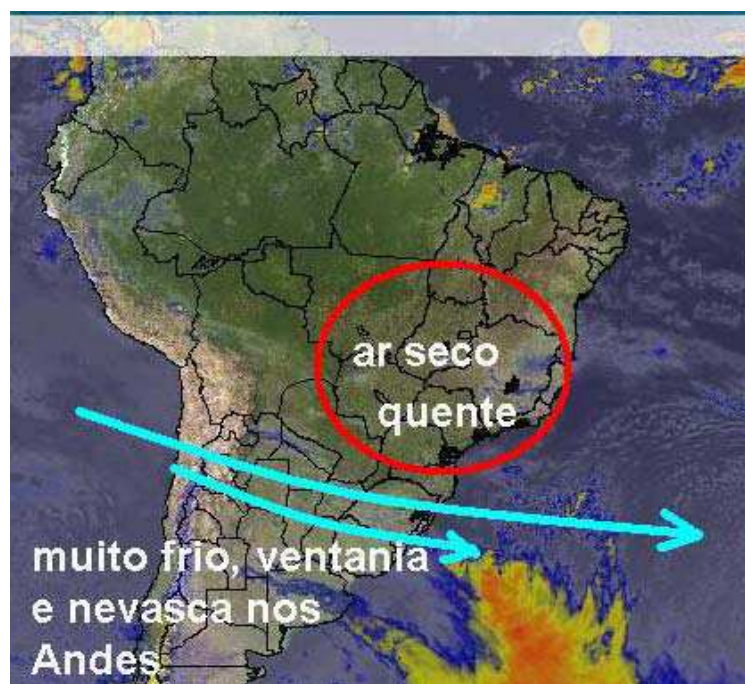 ar seco
quente
muito frio, ventania
e nevasca nos
Andes